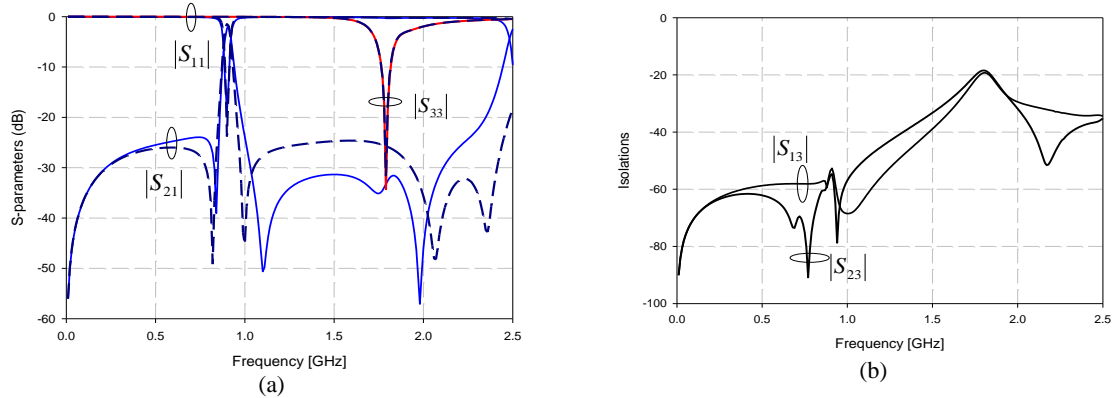 0
-10
-20
-30
-40
-50
-60
S-parameters (dB)
|S11|
|S33|
|S21|
0.0 0.5 1.0 1.5 2.0 2.5
Frequency [GHz]
(a)
0
-20
-40
-60
-80
-100
Isolations
|S13|
|S23|
0.0 0.5 1.0 1.5 2.0 2.5
Frequency [GHz]
(b)